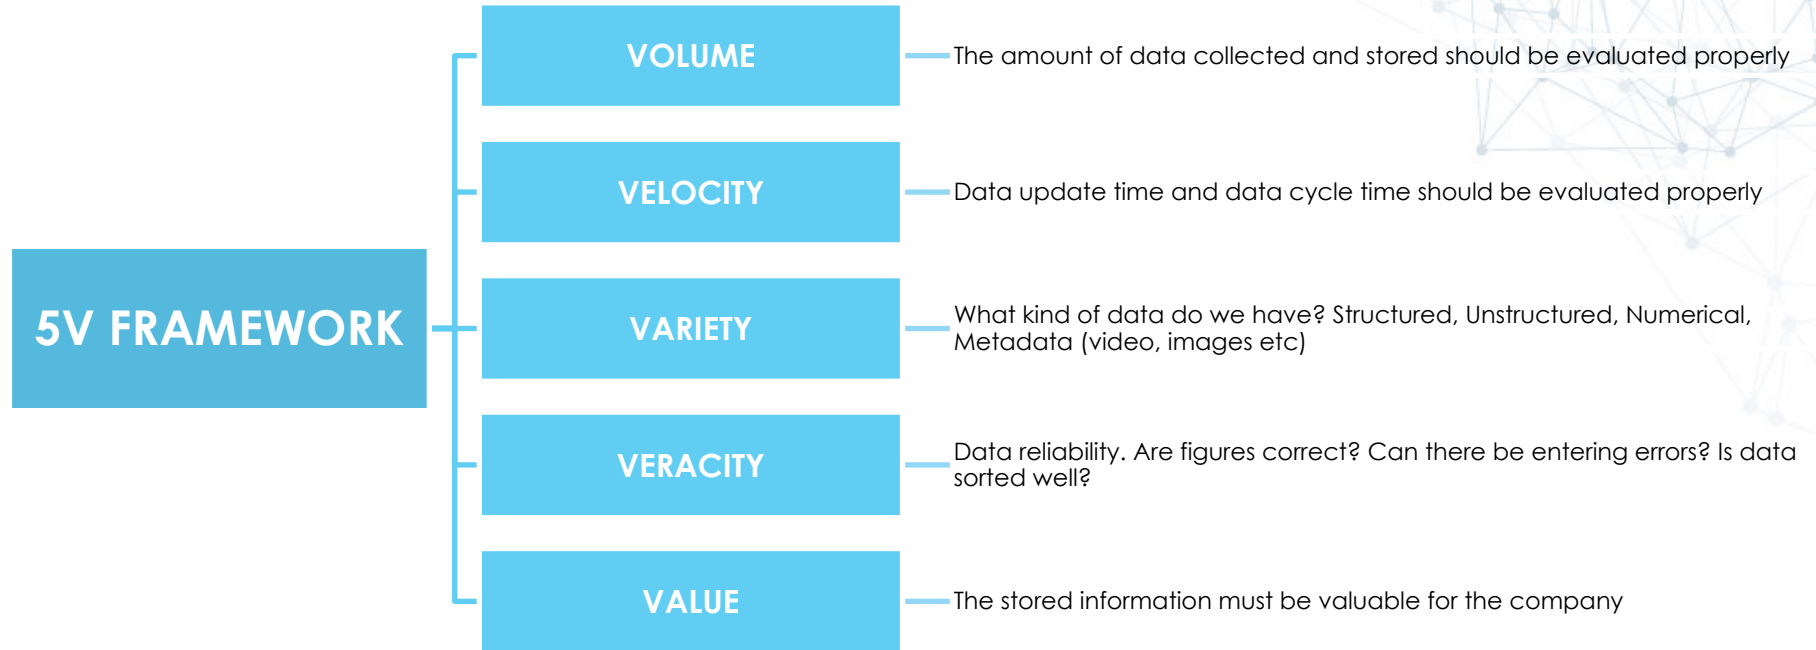 5V FRAMEWORK
VOLUME
The amount of data collected and stored should be evaluated properly
VELOCITY
Data update time and data cycle time should be evaluated properly
VARIETY
What kind of data do we have? Structured, Unstructured, Numerical,
Metadata (video, images etc)
VERACITY
Data reliability. Are figures correct? Can there be entering errors? Is data
sorted well?
VALUE
The stored information must be valuable for the company